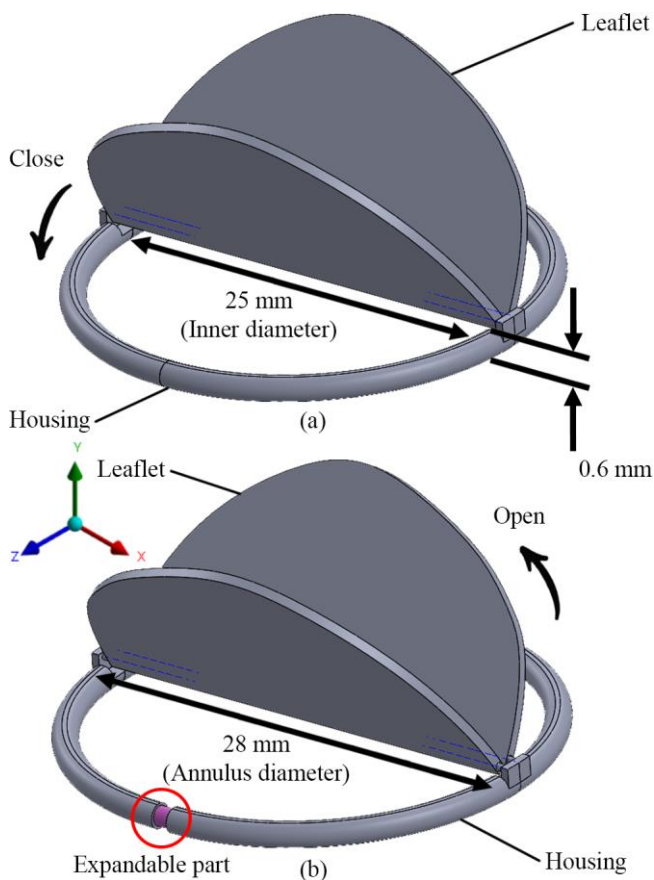 Leaflet
Close
25 mm
(Inner diameter)
Housing
(a)
0.6 mm
Y
Z
X
Leaflet
Open
28 mm
(Annulus diameter)
Expandable part
(b)
Housing